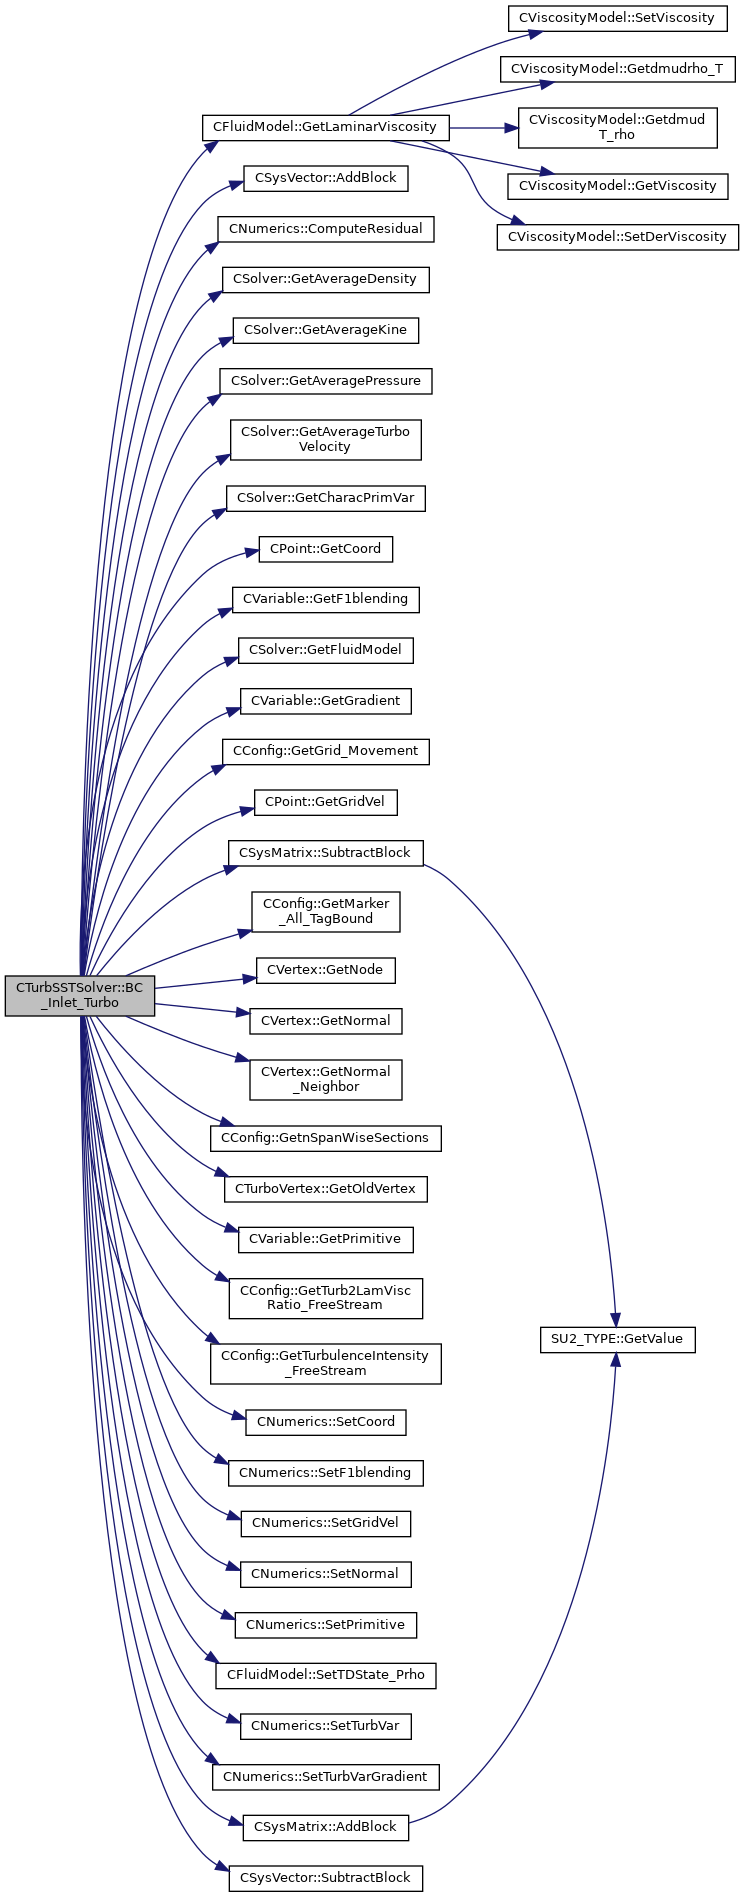 CViscosityModel::SetViscosity
CViscosityModel::Getdmudrho_T
CFluidModel::GetLaminarViscosity
CViscosityModel::Getdmud
T_rho
CViscosityModel::GetViscosity
CViscosityModel::SetDerViscosity
CSysVector::AddBlock
CNumerics::ComputeResidual
CSolver::GetAverageDensity
CSolver::GetAverageKine
CSolver::GetAveragePressure
CSolver::GetAverageTurbo
Velocity
CSolver::GetCharacPrimVar
CPoint::GetCoord
CVariable::GetF1blending
CSolver::GetFluidModel
CVariable::GetGradient
CConfig::GetGrid_Movement
CPoint::GetGridVel
CSysMatrix::SubtractBlock
CConfig::GetMarker
_All_TagBound
CVertex::GetNode
CTurbSSTSolver::BC
_Inlet_Turbo
CVertex::GetNormal
CVertex::GetNormal
_Neighbor
CConfig::GetnSpanWiseSections
CTurboVertex::GetOldVertex
CVariable::GetPrimitive
CConfig::GetTurb2LamVisc
Ratio_FreeStream
SU2_TYPE::GetValue
CConfig::GetTurbulenceIntensity
_FreeStream
CNumerics::SetCoord
CNumerics::SetF1blending
CNumerics::SetGridVel
CNumerics::SetNormal
CNumerics::SetPrimitive
CFluidModel::SetTDState_Prho
CNumerics::SetTurbVar
CNumerics::SetTurbVarGradient
CSysMatrix::AddBlock
CSysVector::SubtractBlock